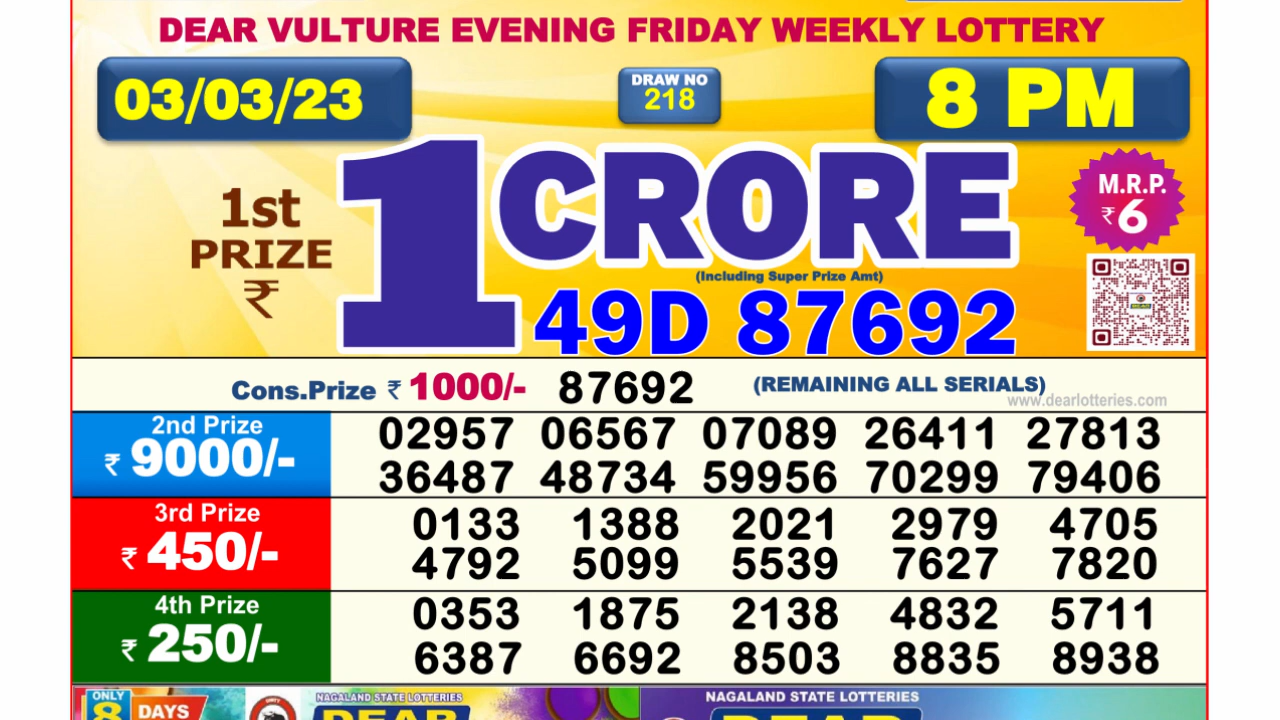 DEAR VULTURE EVENING FRIDAY WEEKLY LOTTERY
03/03/23
DRAW NO
218
8 PM
1st
PRIZE
₹
1 CRORE
(Including Super Prize Amt)
49D 87692
M.R.P.
₹ 6
Cons.Prize ₹ 1000/- 87692 (REMAINING ALL SERIALS)
www.dearlotteries.com
2nd Prize
₹ 9000/-
02957 06567 07089 26411 27813
36487 48734 59956 70299 79406
3rd Prize
₹ 450/-
0133 1388 2021 2979 4705
4792 5099 5539 7627 7820
4th Prize
₹ 250/-
0353 1875 2138 4832 5711
6387 6692 8503 8835 8938
ONLY
8 DAYS
NAGALAND STATE LOTTERIES
DEAR
NAGALAND STATE LOTTERIES
DEAR